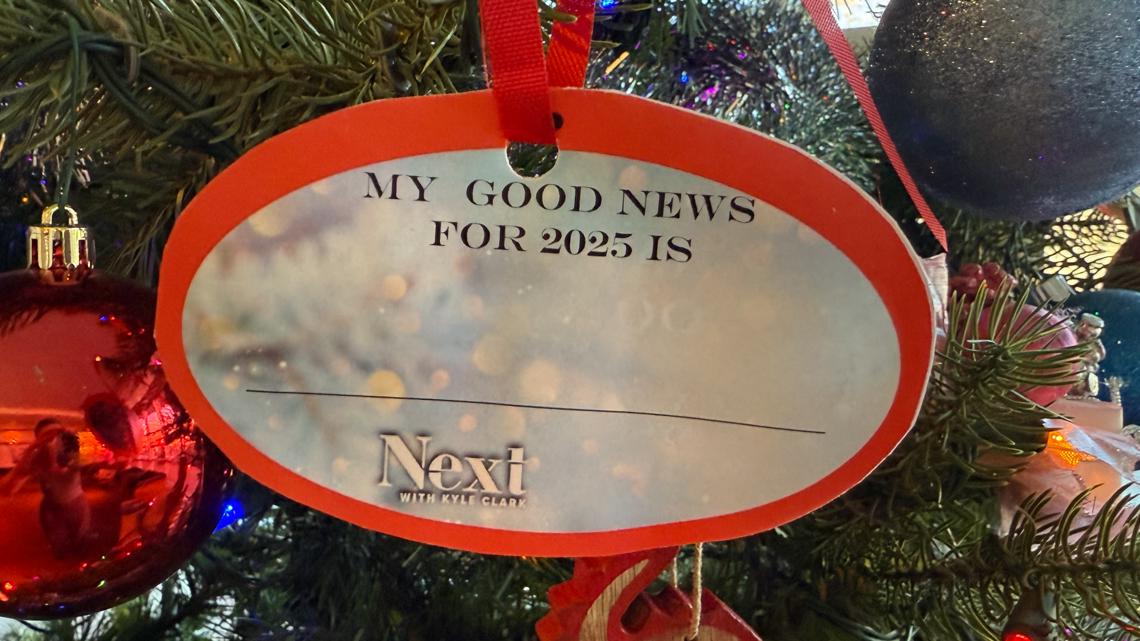 MY GOOD NEWS
FOR 2025 IS
Next
WITH KYLE CLARK